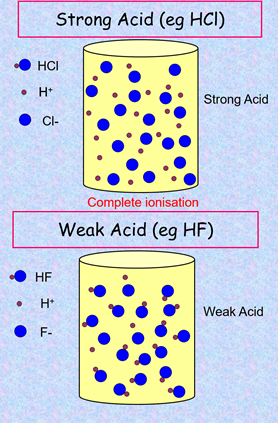 Strong Acid (eg HCl)
HCl
H⁺
Cl-
Strong Acid
Complete ionisation
Weak Acid (eg HF)
HF
H⁺
F-
Weak Acid